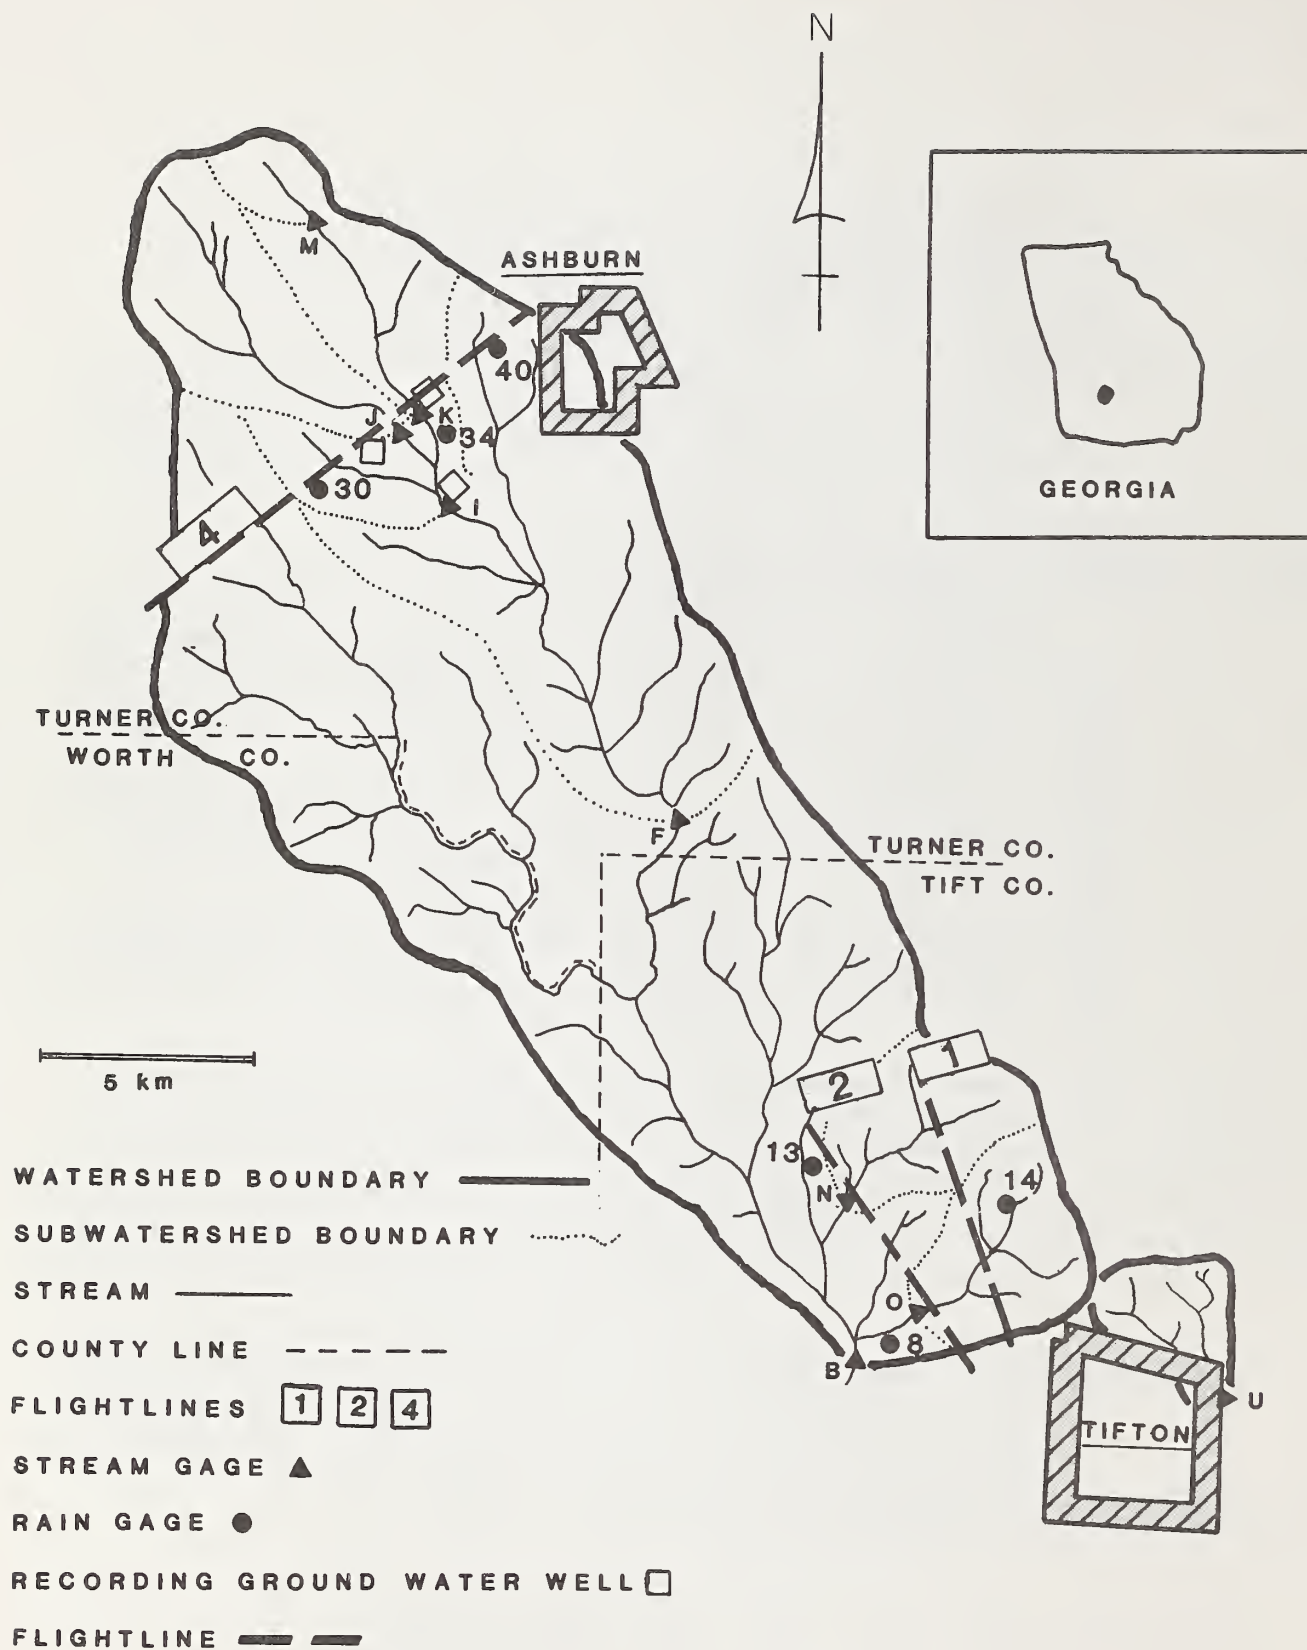 N
ASHBURN
M
40
J
K
34
30
I
4
GEORGIA
TURNER CO.
WORTH CO.
F
TURNER CO.
TIFT CO.
5 km
1
2
13
N
14
O
8
B
U
TIFTON
WATERSHED BOUNDARY
SUBWATERSHED BOUNDARY
STREAM
COUNTY LINE
FLIGHTLINES 1 2 4
STREAM GAGE
RAIN GAGE
RECORDING GROUND WATER WELL
FLIGHTLINE